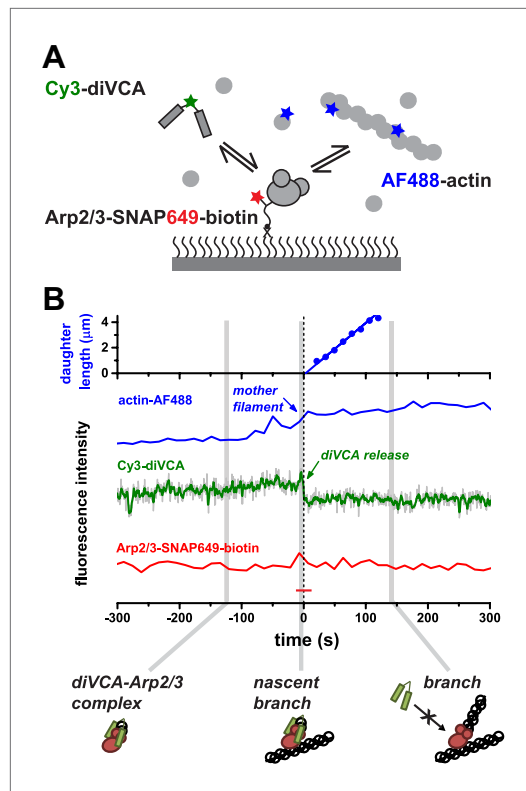 A
Cy3-diVCA
AF488-actin
Arp2/3-SNAP649-biotin
B
daughter
length (μm)
4
2
0
actin-AF488
mother
filament
fluorescence intensity
Cy3-diVCA
diVCA release
Arp2/3-SNAP649-biotin
-300 -200 -100 0 100 200 300
time (s)
diVCA-Arp2/3
complex
nascent
branch
branch